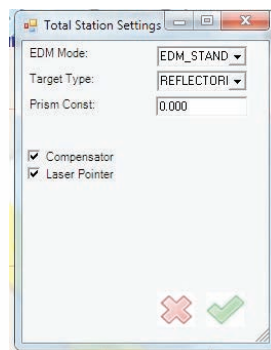 Total Station Settings
EDM Mode: EDM_STAND
Target Type: REFLECTORI
Prism Const: 0.000
Compensator
Laser Pointer